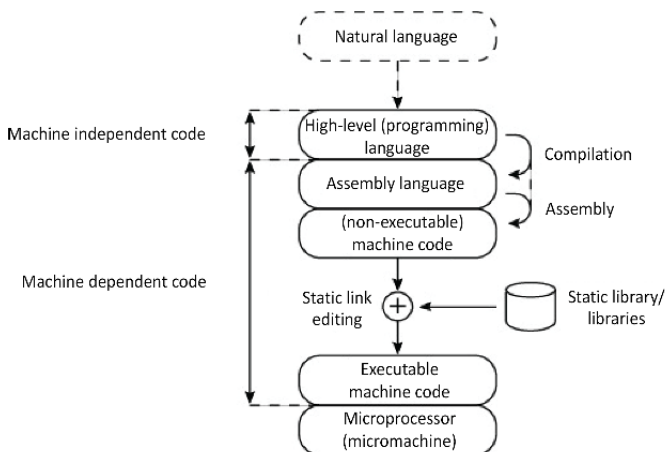 Natural language
Machine independent code
High-level (programming)
language
Compilation
Assembly language
Assembly
(non-executable)
machine code
Machine dependent code
Static link
editing
+
Static library/
libraries
Executable
machine code
Microprocessor
(micromachine)